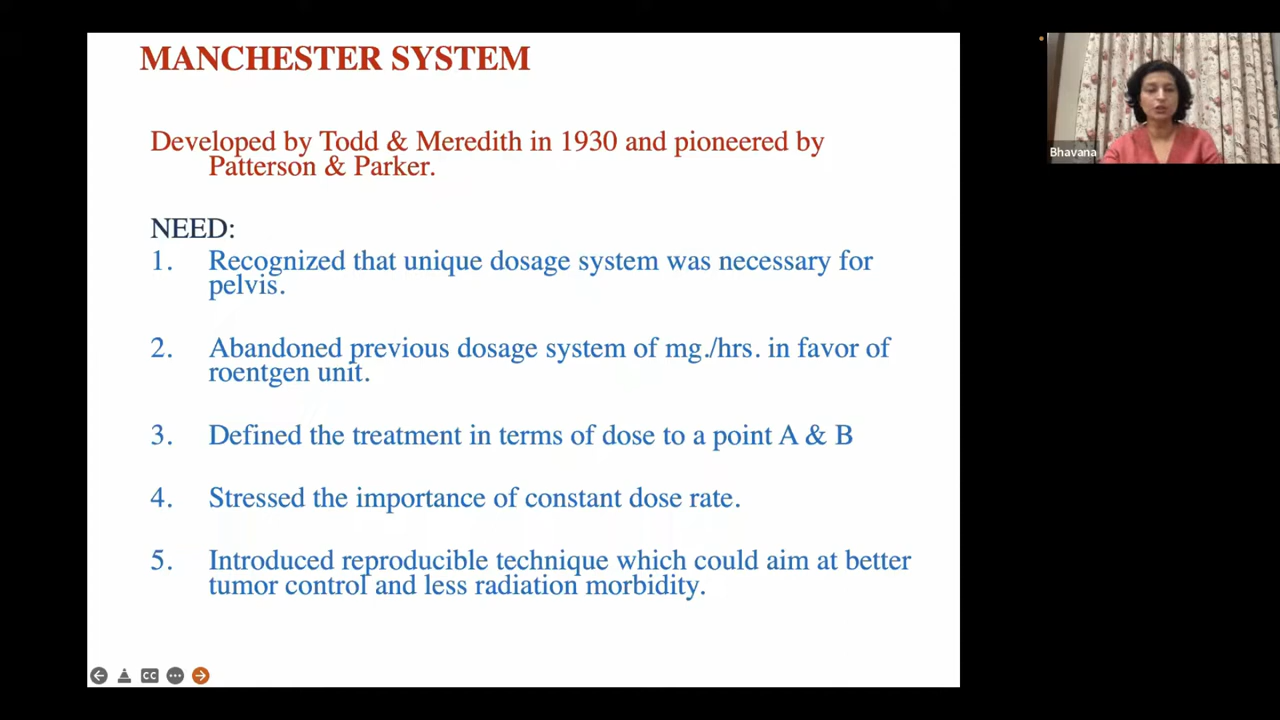 MANCHESTER SYSTEM
Developed by Todd & Meredith in 1930 and pioneered by
Patterson & Parker.
NEED:
1. Recognized that unique dosage system was necessary for
pelvis.
2. Abandoned previous dosage system of mg./hrs. in favor of
roentgen unit.
3. Defined the treatment in terms of dose to a point A & B
4. Stressed the importance of constant dose rate.
5. Introduced reproducible technique which could aim at better
tumor control and less radiation morbidity.
CC
Bhavana